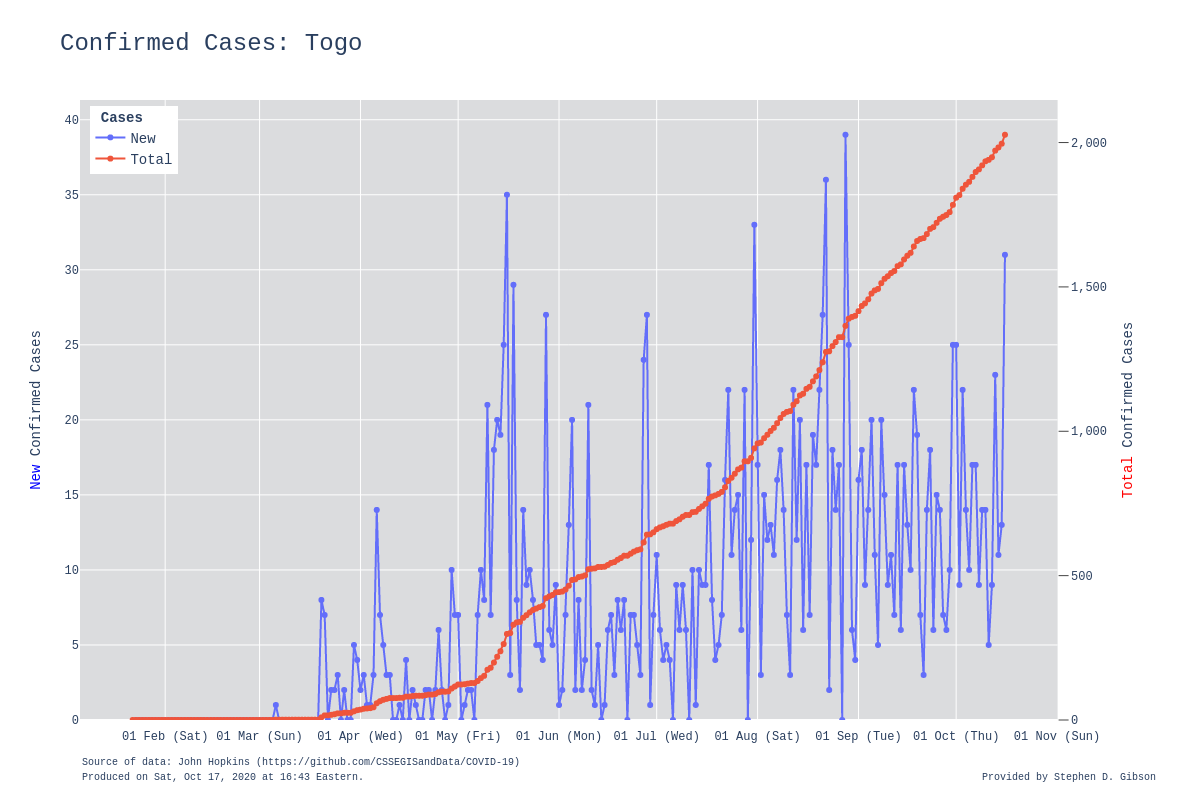 Confirmed Cases: Togo
Cases
New
Total
40
35
30
25
20
15
10
5
0
2,000
1,500
1,000
500
0
New Confirmed Cases
Total Confirmed Cases
01 Feb (Sat) 01 Mar (Sun) 01 Apr (Wed) 01 May (Fri) 01 Jun (Mon) 01 Jul (Wed) 01 Aug (Sat) 01 Sep (Tue) 01 Oct (Thu) 01 Nov (Sun)
Source of data: John Hopkins (https://github.com/CSSEGISandData/COVID-19)
Produced on Sat, Oct 17, 2020 at 16:43 Eastern.
Provided by Stephen D. Gibson